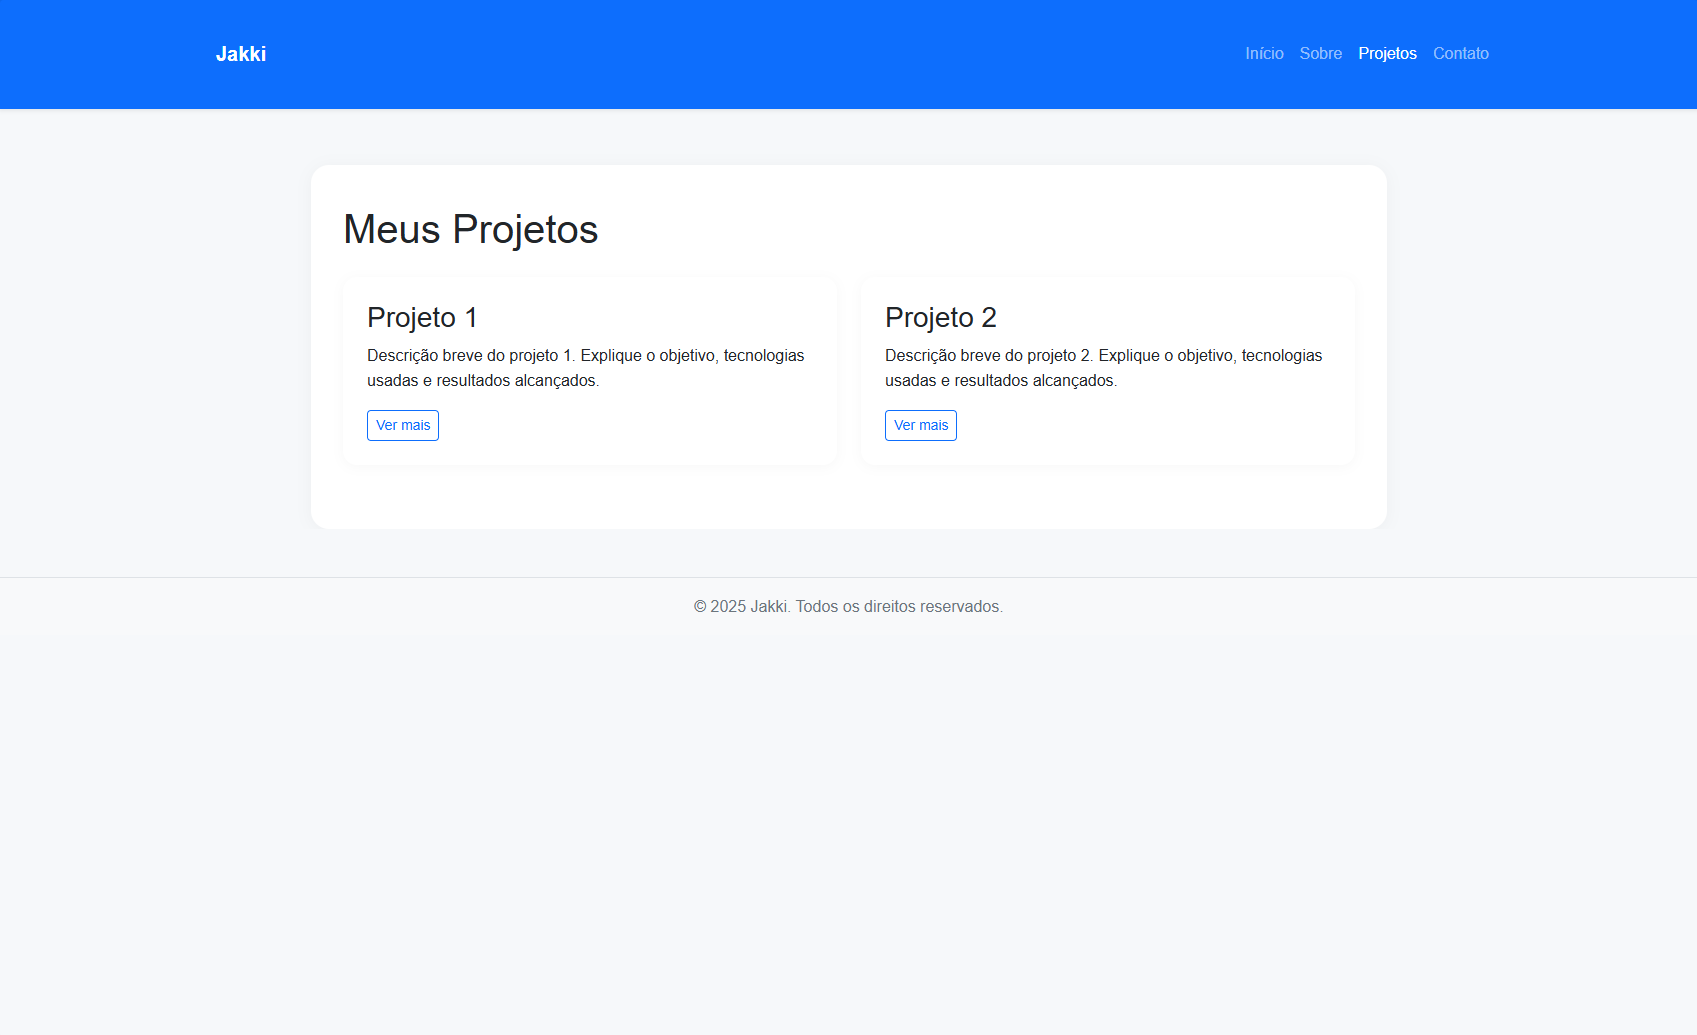 Jakki
Início Sobre Projetos Contato
Meus Projetos
Projeto 1
Descrição breve do projeto 1. Explique o objetivo, tecnologias
usadas e resultados alcançados.
Ver mais
Projeto 2
Descrição breve do projeto 2. Explique o objetivo, tecnologias
usadas e resultados alcançados.
Ver mais
© 2025 Jakki. Todos os direitos reservados.